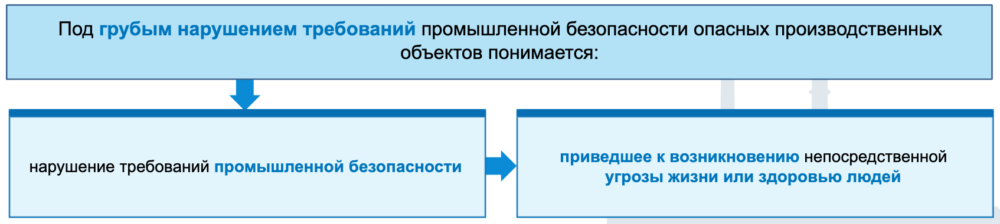 Под грубым нарушением требований промышленной безопасности опасных производственных
объектов понимается:
нарушение требований промышленной безопасности
приведшее к возникновению непосредственной
угрозы жизни или здоровью людей